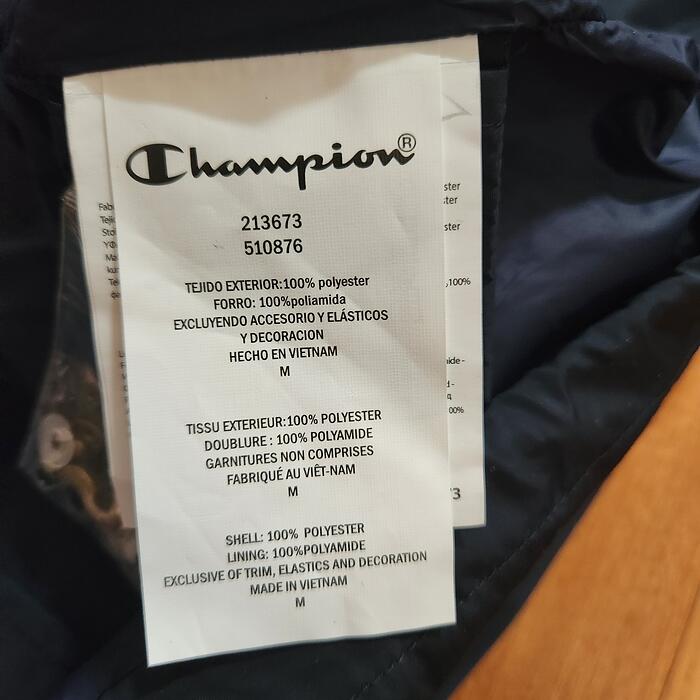 Champion®
213673
510876
TEJIDO EXTERIOR:100% polyester
FORRO: 100%poliamida
EXCLUYENDO ACCESORIO Y ELÁSTICOS
Y DECORACION
HECHO EN VIETNAM
M
TISSU EXTERIEUR:100% POLYESTER
DOUBLURE : 100% POLYAMIDE
GARNITURES NON COMPRISES
FABRIQUÉ AU VIÊT-NAM
M
SHELL: 100% POLYESTER
LINING: 100%POLYAMIDE
EXCLUSIVE OF TRIM, ELASTICS AND DECORATION
MADE IN VIETNAM
M